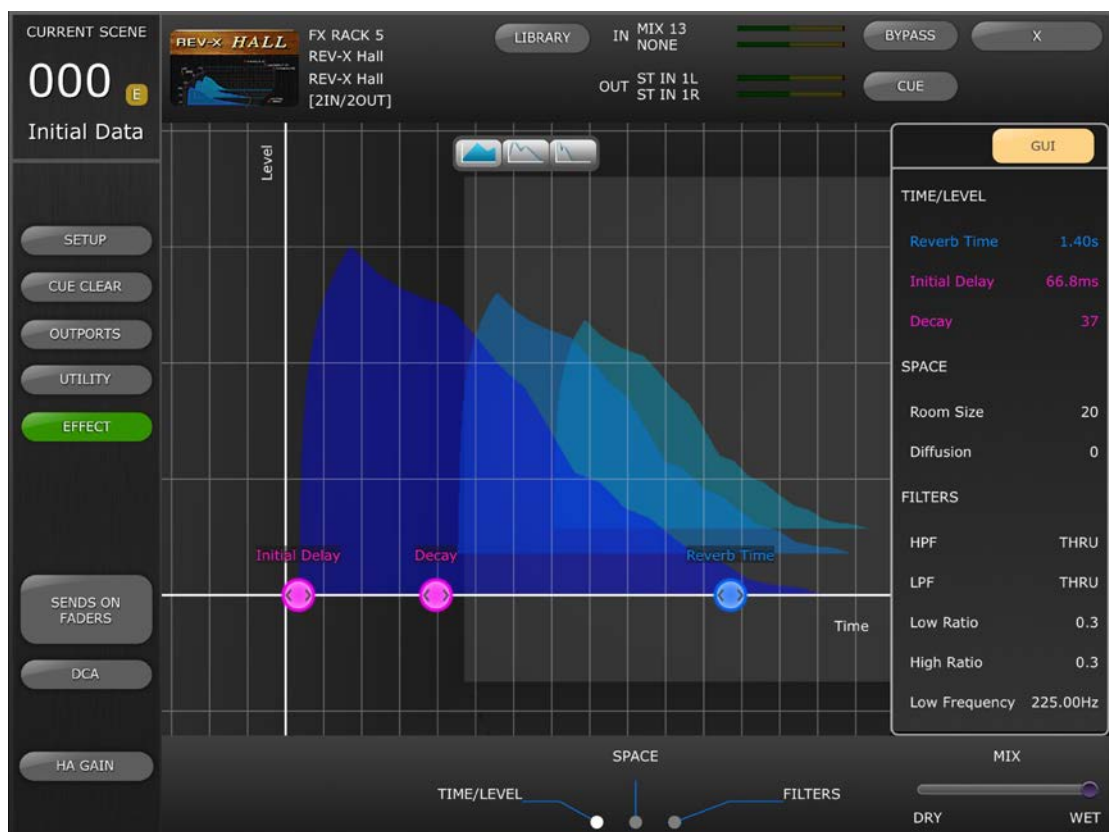 CURRENT SCENE
000 E
Initial Data
SETUP
CUE CLEAR
OUTPORTS
UTILITY
EFFECT
SENDS ON
FADERS
DCA
HA GAIN
REV-X HALL
FX RACK 5
REV-X Hall
REV-X Hall
[2IN/2OUT]
LIBRARY
IN MIX 13
NONE
OUT ST IN 1L
ST IN 1R
BYPASS
X
CUE
Level
Initial Delay
Decay
Reverb Time
Time
GUI
TIME/LEVEL
Reverb Time 1.40s
Initial Delay 66.8ms
Decay 37
SPACE
Room Size 20
Diffusion 0
FILTERS
HPF THRU
LPF THRU
Low Ratio 0.3
High Ratio 0.3
Low Frequency 225.00Hz
SPACE
TIME/LEVEL
FILTERS
MIX
DRY WET